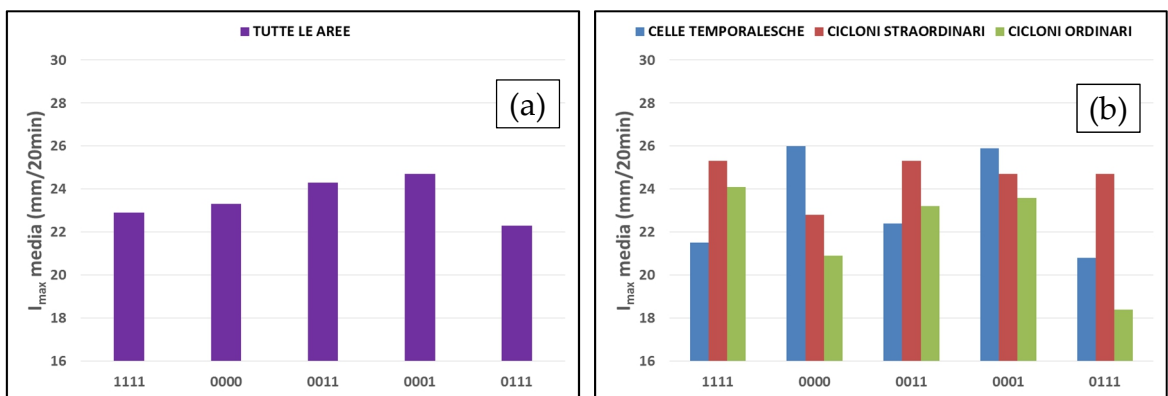 TUTTE LE AREE
(a)
I_max media (mm/20min)
30
28
26
24
22
20
18
16
1111 0000 0011 0001 0111
CELLE TEMPORALESCHE CICLONI STRAORDINARI CICLONI ORDINARI
(b)
I_max media (mm/20min)
30
28
26
24
22
20
18
16
1111 0000 0011 0001 0111